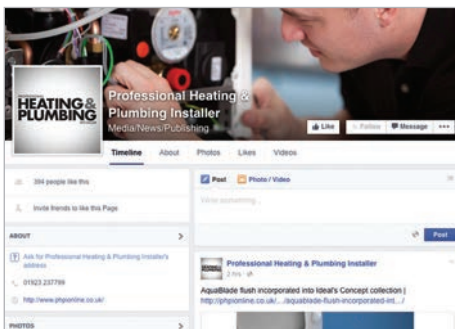 HEATING &
PLUMBING
Professional Heating &
Plumbing Installer
Media/News/Publishing
Like
Follow
Message
Timeline
About
Photos
Likes
Videos
394 people like this
Invite friends to like this Page
ABOUT
Ask for Professional Heating & Plumbing Installer's
address
01923 237799
http://www.phpionline.co.uk/
PHOTOS
Post
Photo / Video
Write something...
Post
Professional Heating & Plumbing Installer
2 hrs
AquaBlade flush incorporated into Ideal's Concept collection |
http://phpionline.co.uk/.../aquablade-flush-incorporated-int.../